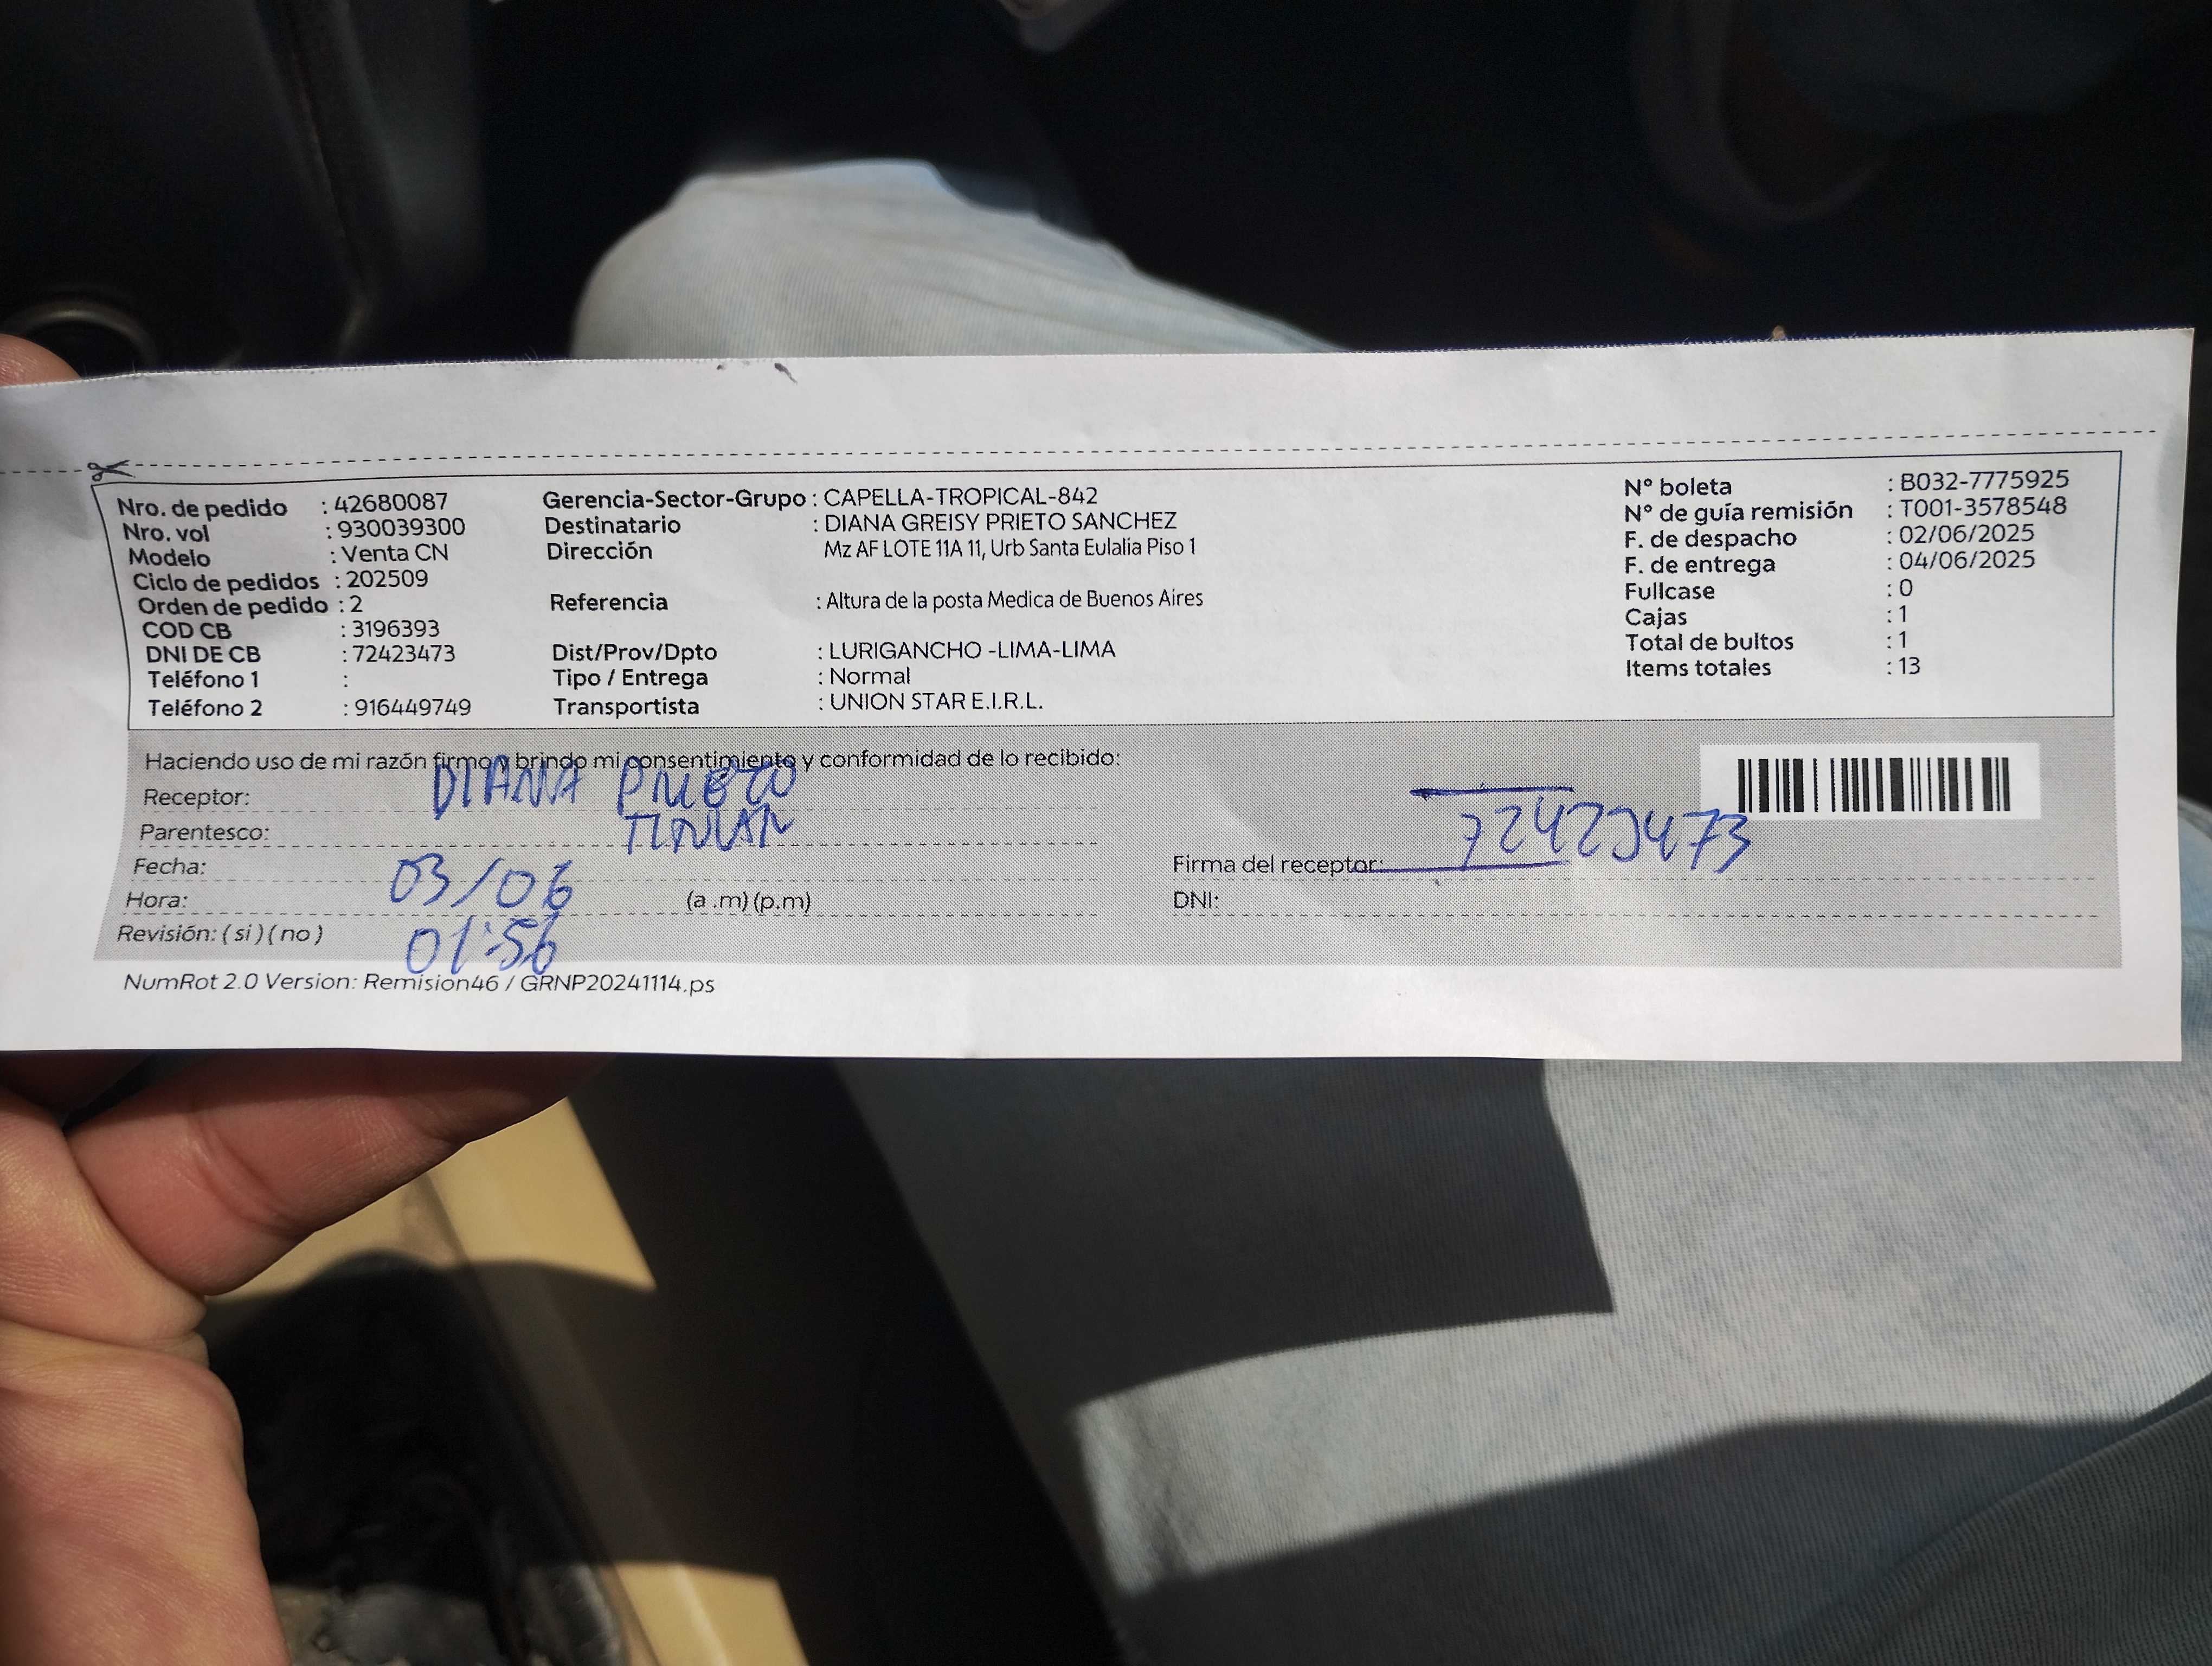 Nro. de pedido : 42680087
Nro. vol : 930039300
Modelo : Venta CN
Ciclo de pedidos : 202509
Orden de pedido : 2
COD CB : 3196393
DNI DE CB : 72423473
Teléfono 1 :
Teléfono 2 : 916449749
Gerencia-Sector-Grupo : CAPELLA-TROPICAL-842
Destinatario : DIANA GREISY PRIETO SANCHEZ
Dirección Mz AF LOTE 11A 11, Urb Santa Eulalia Piso 1
Referencia : Altura de la posta Medica de Buenos Aires
Dist/Prov/Dpto : LURIGANCHO -LIMA-LIMA
Tipo / Entrega : Normal
Transportista : UNION STAR E.I.R.L.
N° boleta : B032-7775925
N° de guía remisión : T001-3578548
F. de despacho : 02/06/2025
F. de entrega : 04/06/2025
Fullcase : 0
Cajas : 1
Total de bultos : 1
Items totales : 13
Haciendo uso de mi razón firmo y brindo mi consentimiento y conformidad de lo recibido:
Receptor: DIANA PRIETO
Parentesco:
Fecha: 03/06
Hora: (a .m) (p.m)
Revisión: ( si ) ( no ) 01:56
72423473
Firma del receptor:
DNI:
NumRot 2.0 Version: Remision46 / GRNP20241114.ps